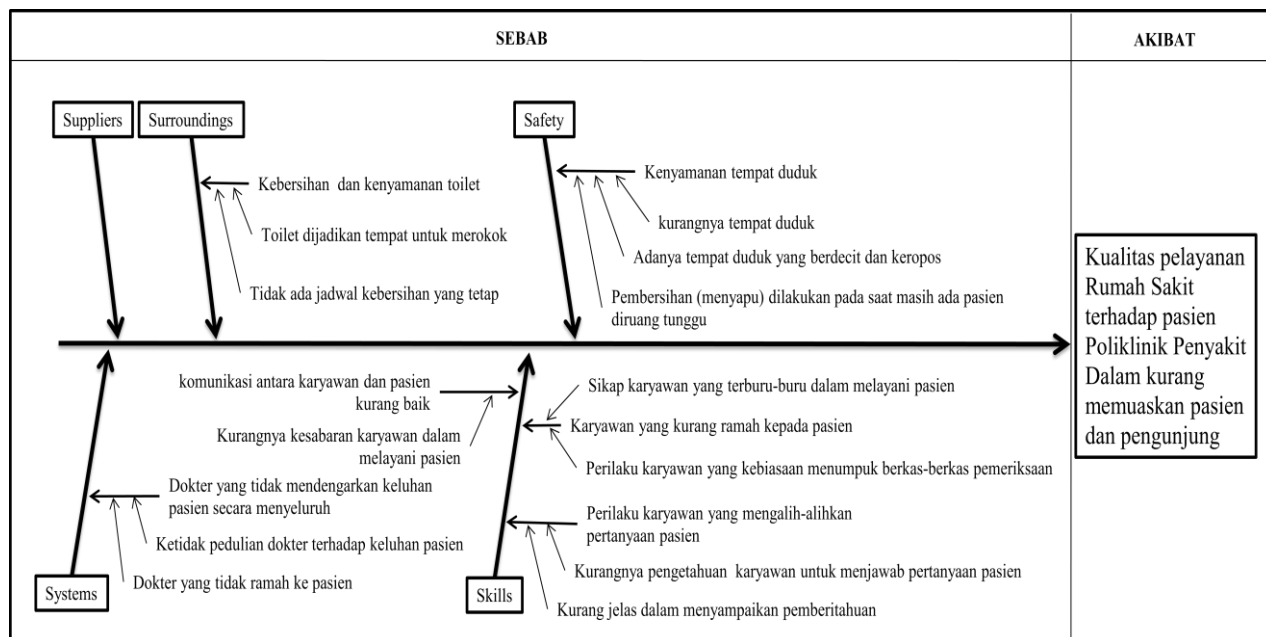 SEBAB
AKIBAT
Suppliers
Surroundings
Safety
Kebersihan dan kenyamanan toilet
Toilet dijadikan tempat untuk merokok
Tidak ada jadwal kebersihan yang tetap
Kenyamanan tempat duduk
kurangnya tempat duduk
Adanya tempat duduk yang berdecit dan keropos
Pembersihan (menyapu) dilakukan pada saat masih ada pasien
diruang tunggu
Kualitas pelayanan
Rumah Sakit
terhadap pasien
Poliklinik Penyakit
Dalam kurang
memuaskan pasien
dan pengunjung
komunikasi antara karyawan dan pasien
kurang baik
Kurangnya kesabaran karyawan dalam
melayani pasien
Sikap karyawan yang terburu-buru dalam melayani pasien
Karyawan yang kurang ramah kepada pasien
Perilaku karyawan yang kebiasaan menumpuk berkas-berkas pemeriksaan
Dokter yang tidak mendengarkan keluhan
pasien secara menyeluruh
Ketidak pedulian dokter terhadap keluhan pasien
Dokter yang tidak ramah ke pasien
Perilaku karyawan yang mengalih-alihkan
pertanyaan pasien
Kurangnya pengetahuan karyawan untuk menjawab pertanyaan pasien
Kurang jelas dalam menyampaikan pemberitahuan
Systems
Skills